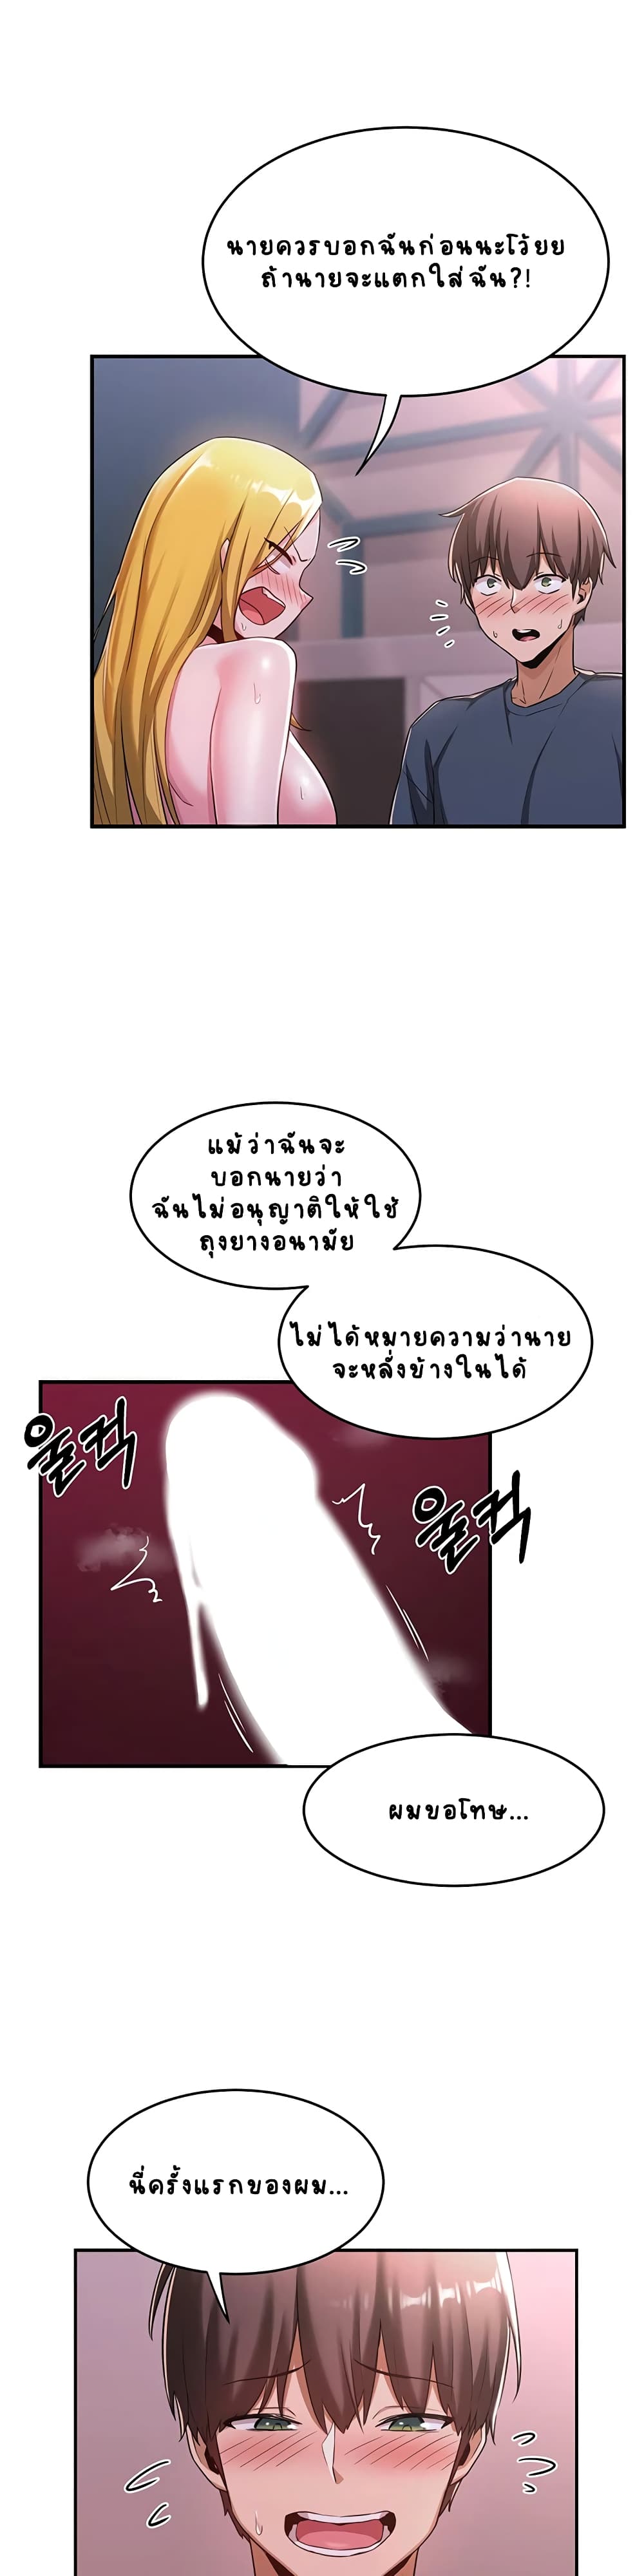 นายควรบอกฉันก่อนนะโว้ยย
ถ้านายจะแตกใส่ฉัน?!
แม้ว่าฉันจะ
บอกนายว่า
ฉันไม่อนุญาติให้ใช้
ถุงยางอนามัย
ไม่ได้หมายความว่านาย
จะหลั่งข้างในได้
울컥
울컥
ผมขอโทษ...
นี่ครั้งแรกของผม...